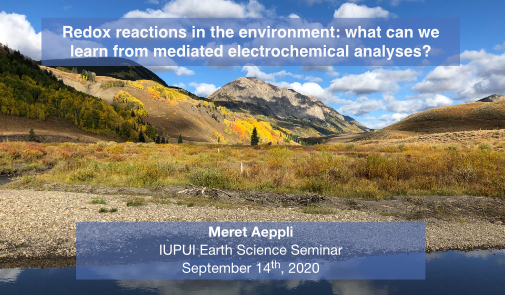 Redox reactions in the environment: what can we
learn from mediated electrochemical analyses?
Meret Aeppli
IUPUI Earth Science Seminar
September 14th, 2020